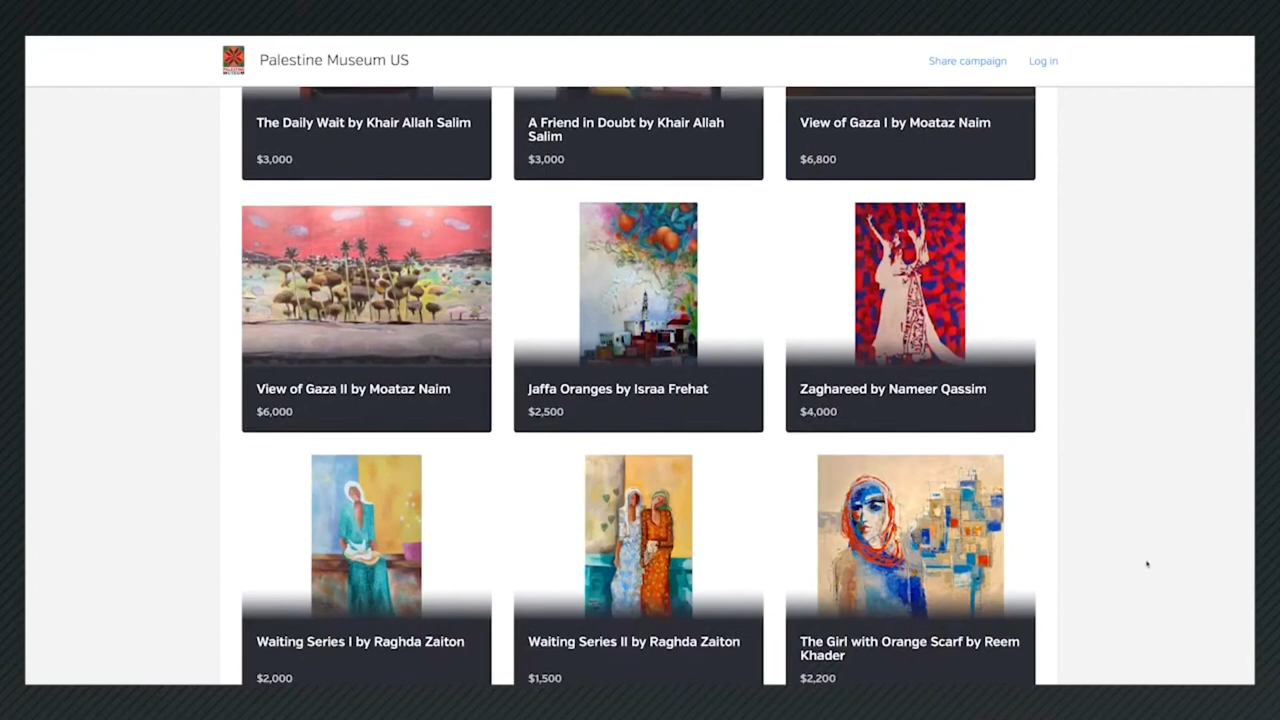 Palestine Museum US
Share campaign
Log in
The Daily Wait by Khair Allah Salim
$3,000
A Friend in Doubt by Khair Allah
Salim
$3,000
View of Gaza I by Moataz Naim
$6,800
View of Gaza II by Moataz Naim
$6,000
Jaffa Oranges by Israa Frehat
$2,500
Zaghareed by Nameer Qassim
$4,000
Waiting Series I by Raghda Zaiton
$2,000
Waiting Series II by Raghda Zaiton
$1,500
The Girl with Orange Scarf by Reem
Khader
$2,200